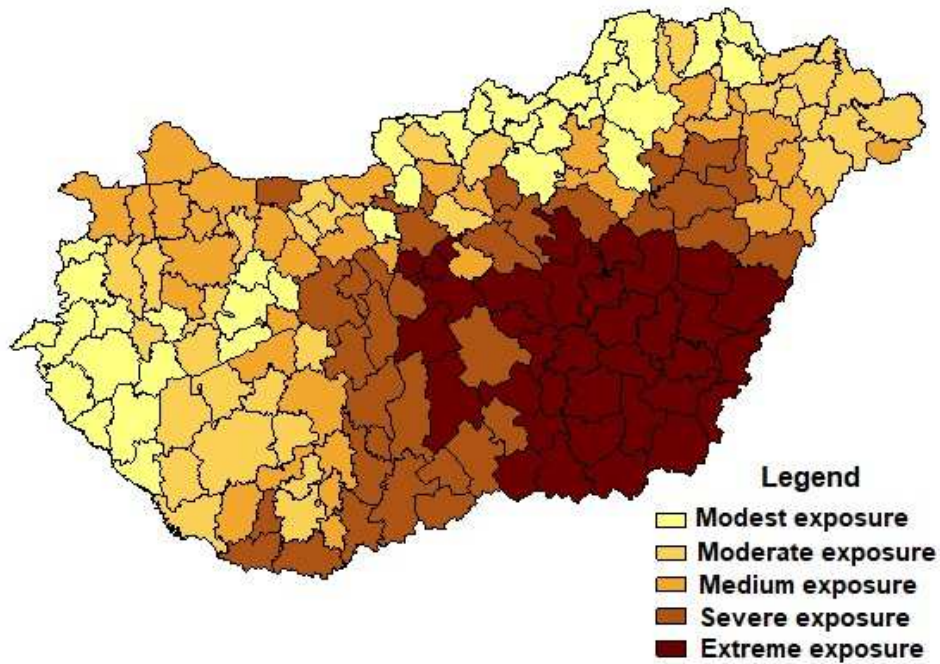 Legend
Modest exposure
Moderate exposure
Medium exposure
Severe exposure
Extreme exposure